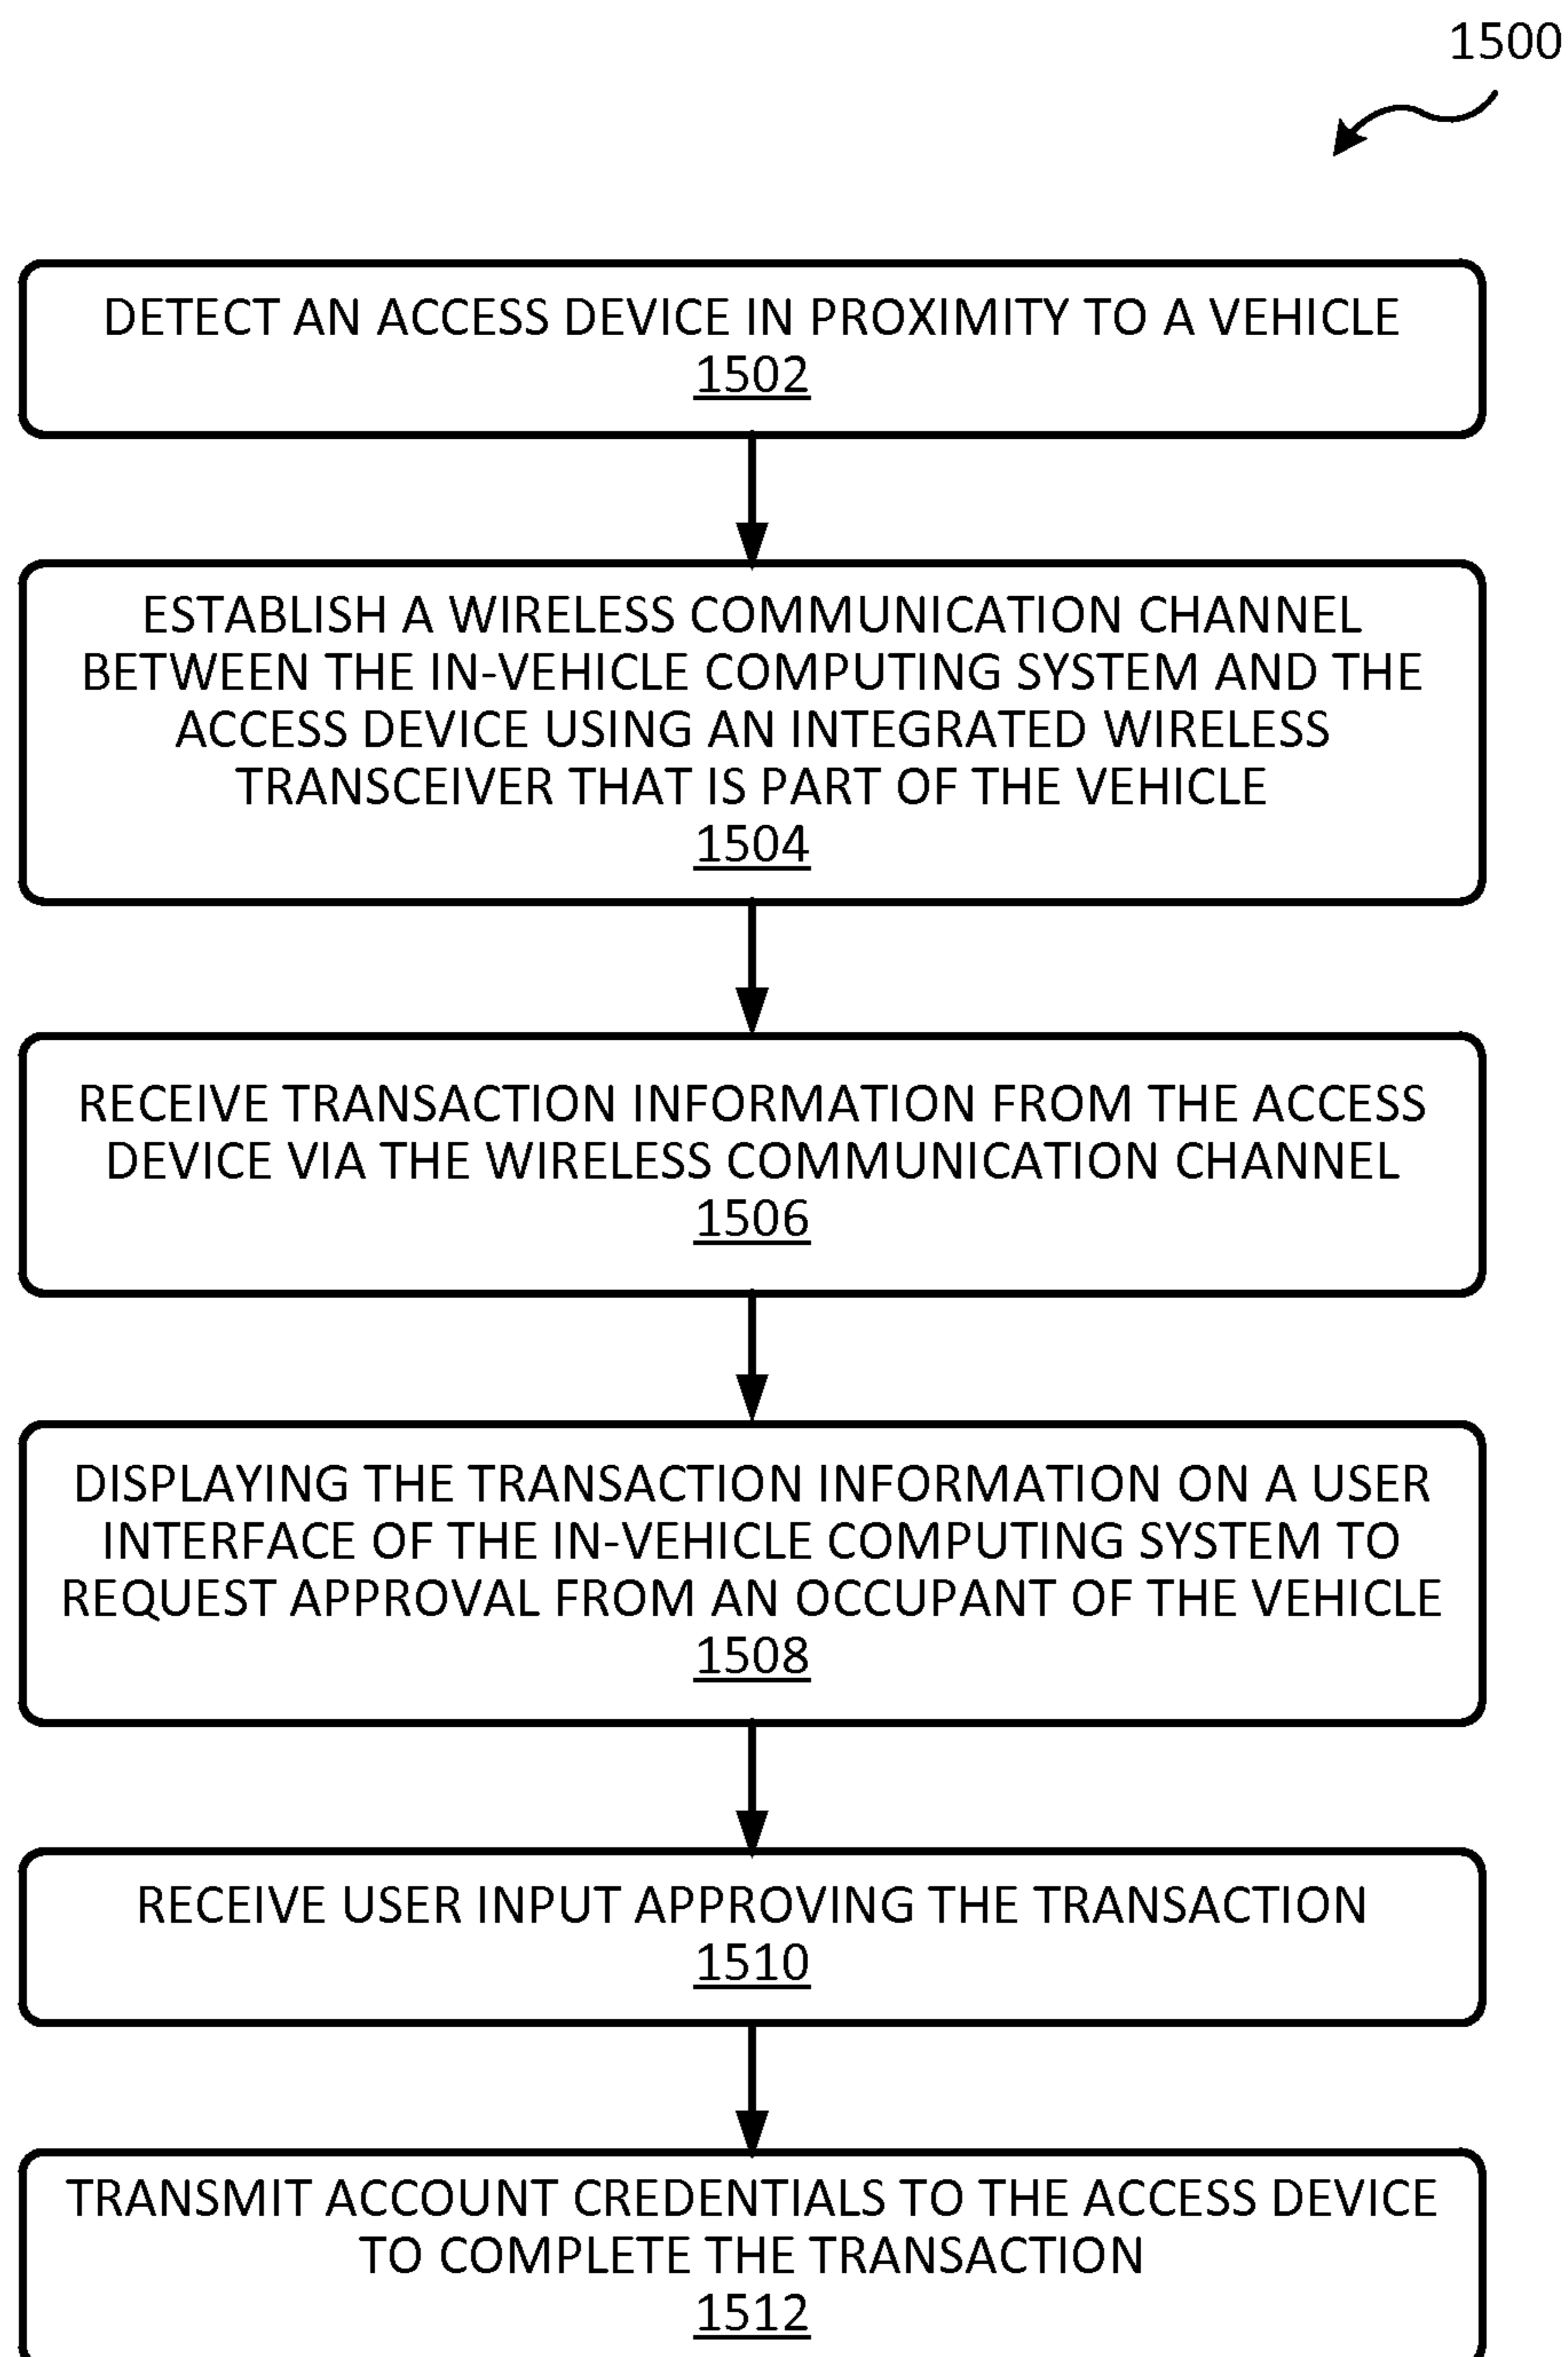 1500
DETECT AN ACCESS DEVICE IN PROXIMITY TO A VEHICLE
1502
ESTABLISH A WIRELESS COMMUNICATION CHANNEL
BETWEEN THE IN-VEHICLE COMPUTING SYSTEM AND THE
ACCESS DEVICE USING AN INTEGRATED WIRELESS
TRANSCEIVER THAT IS PART OF THE VEHICLE
1504
RECEIVE TRANSACTION INFORMATION FROM THE ACCESS
DEVICE VIA THE WIRELESS COMMUNICATION CHANNEL
1506
DISPLAYING THE TRANSACTION INFORMATION ON A USER
INTERFACE OF THE IN-VEHICLE COMPUTING SYSTEM TO
REQUEST APPROVAL FROM AN OCCUPANT OF THE VEHICLE
1508
RECEIVE USER INPUT APPROVING THE TRANSACTION
1510
TRANSMIT ACCOUNT CREDENTIALS TO THE ACCESS DEVICE
TO COMPLETE THE TRANSACTION
1512